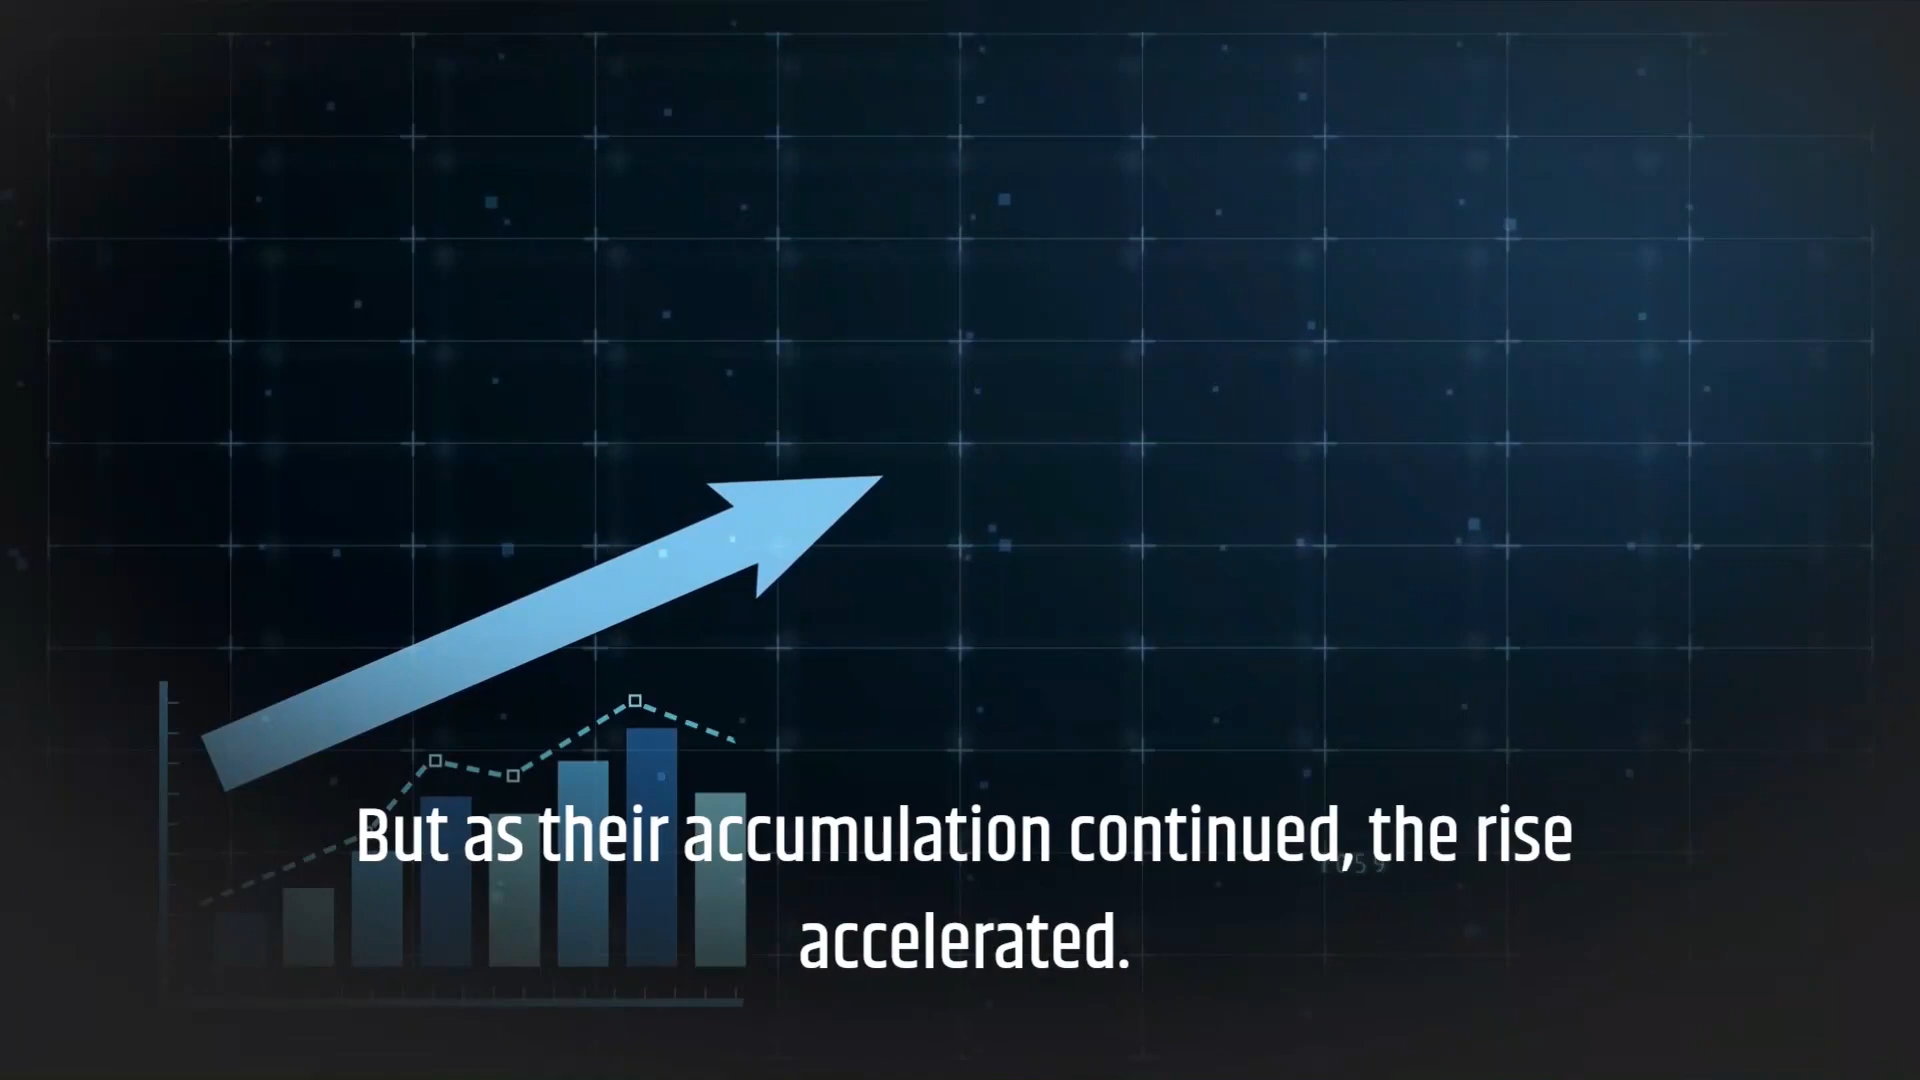 But as their accumulation continued, the rise
accelerated.